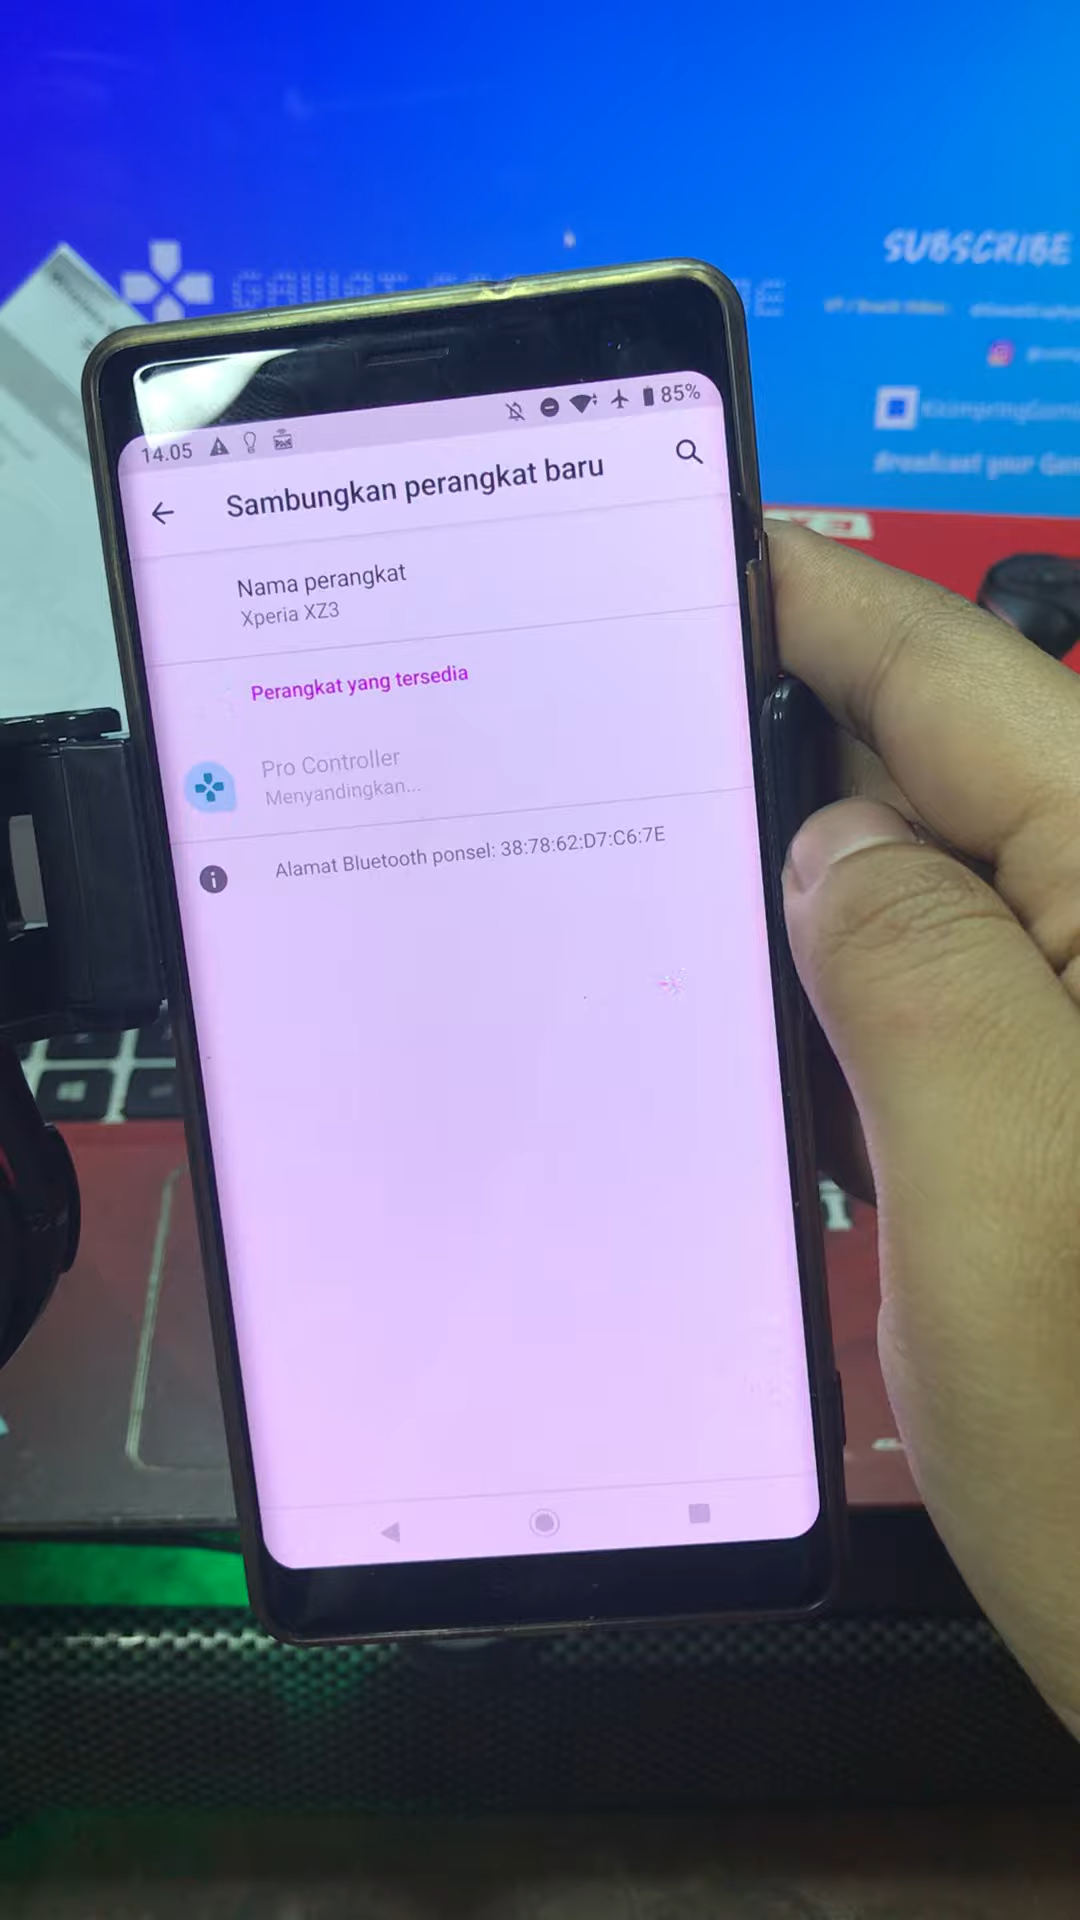 SUBSCRIBE
14.05
85%
Sambungkan perangkat baru
Nama perangkat
Xperia XZ3
Perangkat yang tersedia
Pro Controller
Menyandingkan...
Alamat Bluetooth ponsel: 38:78:62:D7:C6:7E